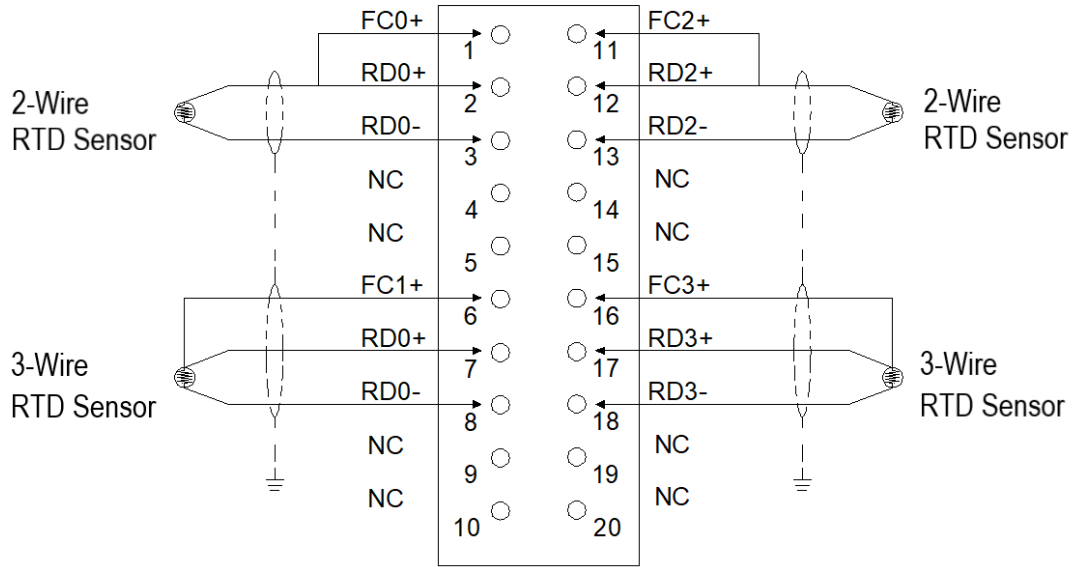 FC0+
1
RD0+
2
RD0-
3
NC
4
NC
5
2-Wire
RTD Sensor
FC1+
6
RD0+
7
RD0-
8
NC
9
NC
10
3-Wire
RTD Sensor
FC2+
11
RD2+
12
RD2-
13
NC
14
NC
15
2-Wire
RTD Sensor
FC3+
16
RD3+
17
RD3-
18
NC
19
NC
20
3-Wire
RTD Sensor